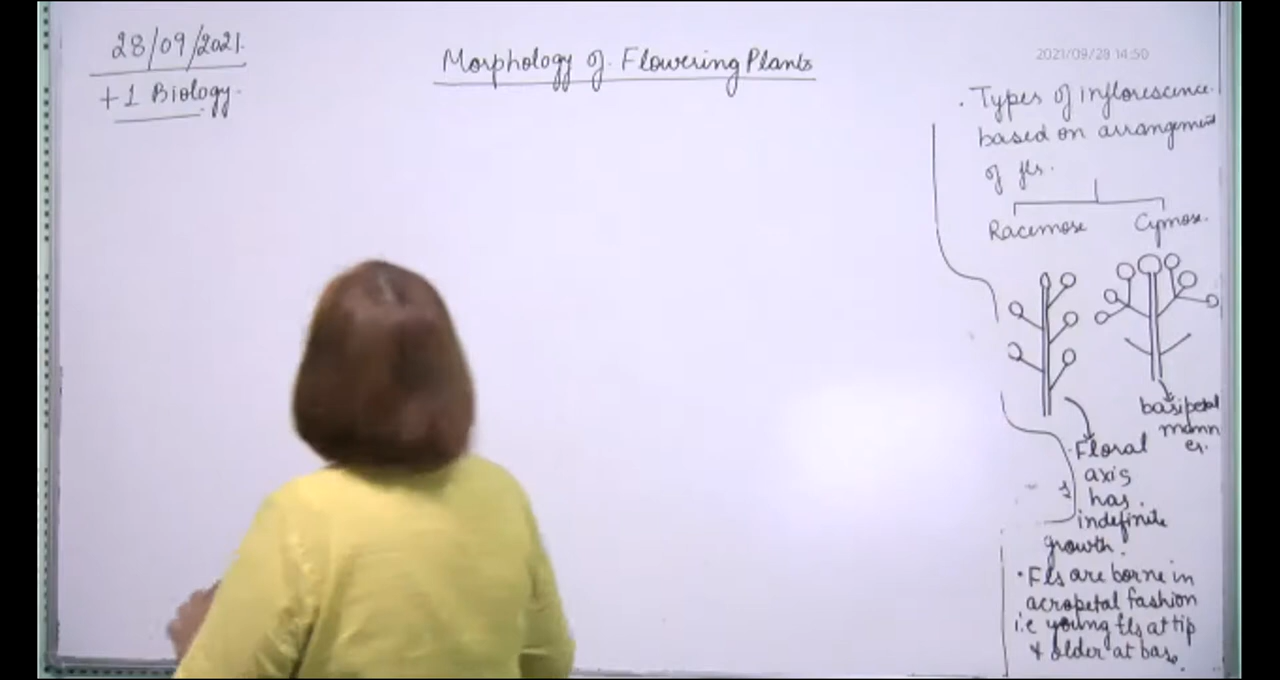 28/09/2021.
+1 Biology.
Morphology of Flowering Plants
2021/09/29 14:50
. Types of inflorescence.
based on arrangement
of fls.
Racemose Cymose.
basipetal
mann
er.
Floral
axis
has.
indefinite
growth.
• Fls are borne in
acropetal fashion
i.e young fls at tip
& older at base.